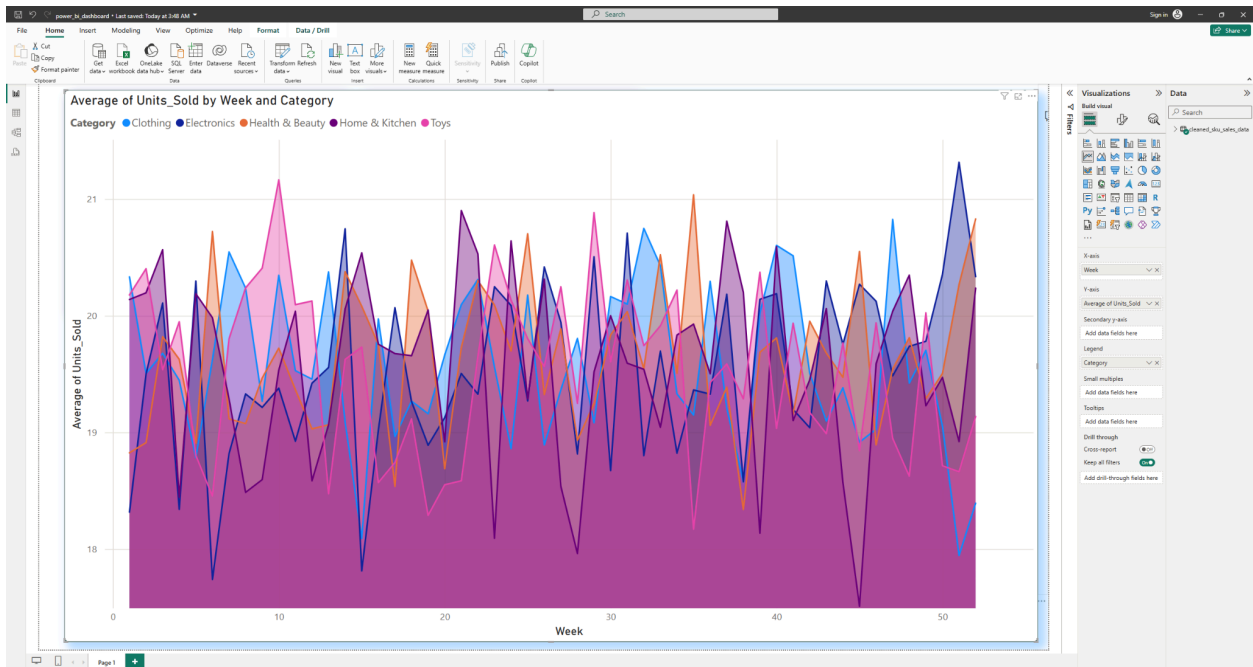 power_bi_dashboard • Last saved: Today at 3:48 AM
Search
Sign in
File Home Insert Modeling View Optimize Help Format Data / Drill
Share
Paste
Cut
Copy
Format painter
Clipboard
Get data
Excel workbook
OneLake data hub
SQL Server
Enter data
Dataverse
Recent sources
Data
Transform data
Refresh
Queries
New visual
Text box
More visuals
Insert
New measure
Quick measure
Calculations
Sensitivity
Sensitivity
Publish
Share
Copilot
Copilot
Average of Units_Sold by Week and Category
Category Clothing Electronics Health & Beauty Home & Kitchen Toys
Average of Units_Sold
21
20
19
18
0 10 20 30 40 50
Week
Filters
Visualizations
Build visual
X-axis
Week
Y-axis
Average of Units_Sold
Secondary y-axis
Add data fields here
Legend
Category
Small multiples
Add data fields here
Tooltips
Add data fields here
Drill through
Cross-report
Off
Keep all filters
On
Add drill-through fields here
Data
Search
cleaned_sku_sales_data
Page 1